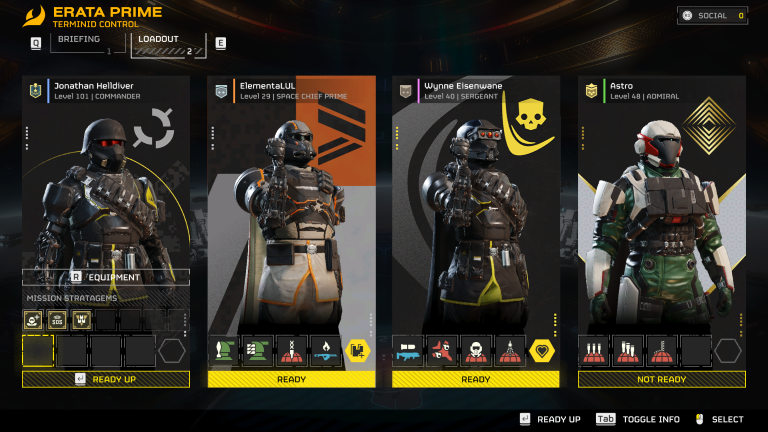 ERATA PRIME
TERMINID CONTROL
SOCIAL 0
Q BRIEFING 1 LOADOUT 2 E
Jonathan Helldiver
Level 101 | COMMANDER
ElementaLUL
Level 29 | SPACE CHIEF PRIME
Wynne Elsenwane
Level 40 | SERGEANT
Astro
Level 48 | ADMIRAL
R EQUIPMENT
MISSION STRATAGEMS
SOS
READY UP
READY
READY
NOT READY
READY UP Tab TOGGLE INFO SELECT